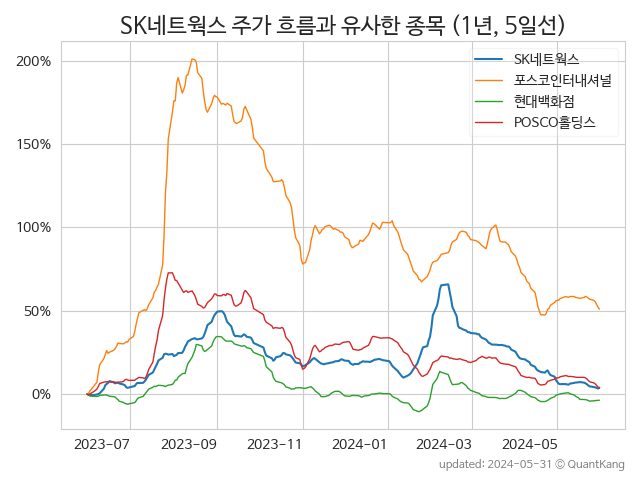 SK네트웍스 주가 흐름과 유사한 종목 (1년, 5일선)
SK네트웍스
포스코인터내셔널
현대백화점
POSCO홀딩스
200%
150%
100%
50%
0%
2023-07 2023-09 2023-11 2024-01 2024-03 2024-05
updated: 2024-05-31 © QuantKang